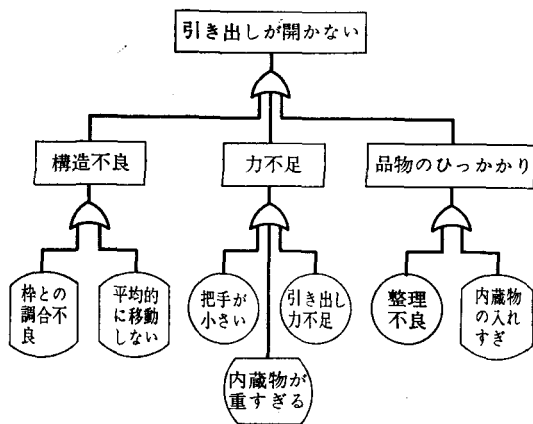 引き出しが開かない
構造不良
力不足
品物のひっかかり
枠との
調合不
良
平均的
に移動
しない
把手が
小さい
引き出し
力不足
整理
不良
内蔵物
の入れ
すぎ
内蔵物が
重すぎる